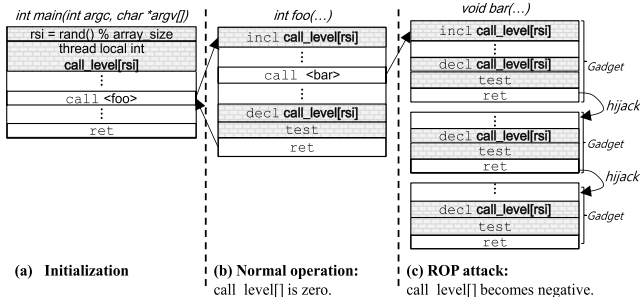 int main(int argc, char *argv[])
rsi = rand() % array_size
thread local int
call_level[rsi]
⋮
call <foo>
⋮
ret
(a) Initialization
int foo(…)
incl call_level[rsi]
⋮
call <bar>
⋮
decl call_level[rsi]
test
ret
(b) Normal operation:
call_level[] is zero.
void bar(…)
incl call_level[rsi]
⋮
decl call_level[rsi]
test
ret
Gadget
hijack
⋮
decl call_level[rsi]
test
ret
Gadget
hijack
⋮
decl call_level[rsi]
test
ret
Gadget
(c) ROP attack:
call_level[] becomes negative.